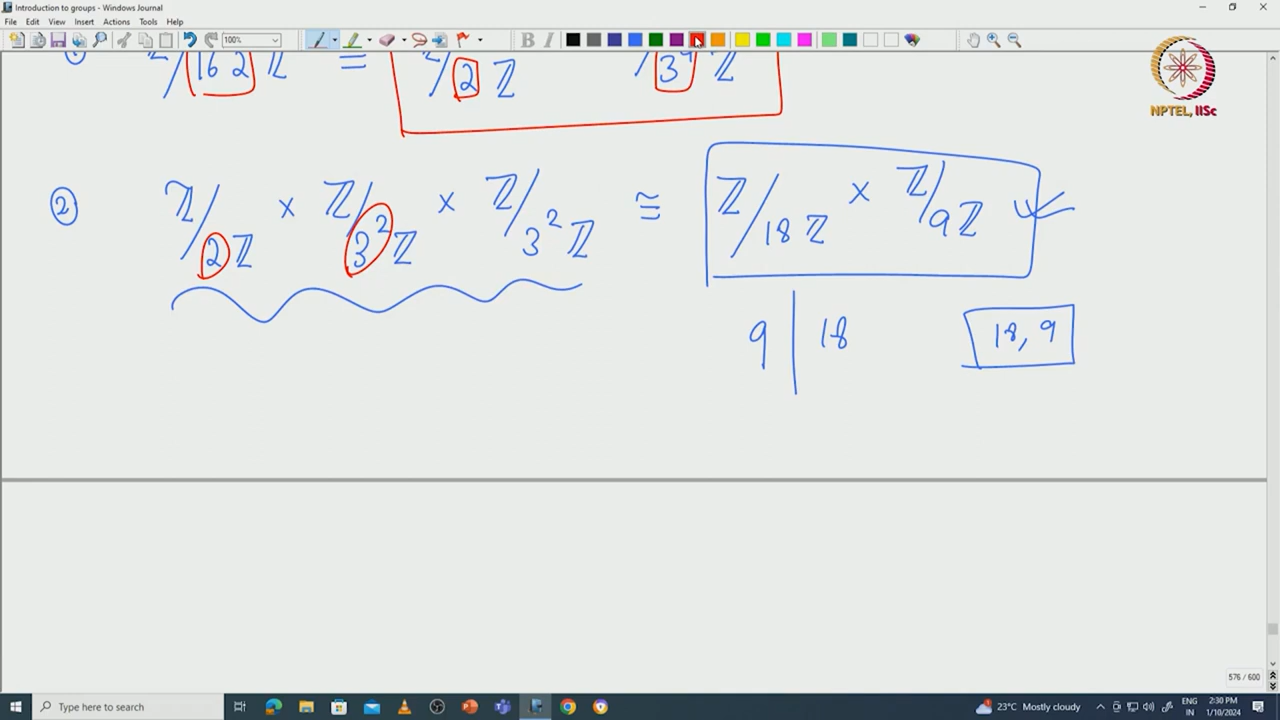 Introduction to groups - Windows Journal
File Edit View Insert Actions Tools Help
100% B I
NPTEL, IISc
ℤ/162ℤ ≅ ℤ/2ℤ ℤ/3⁴ℤ
② ℤ/2ℤ × ℤ/3²ℤ × ℤ/3²ℤ ≅ ℤ/18ℤ × ℤ/9ℤ
9 | 18 18, 9
576 / 600
Type here to search
23°C Mostly cloudy ENG IN 2:30 PM 1/10/2024